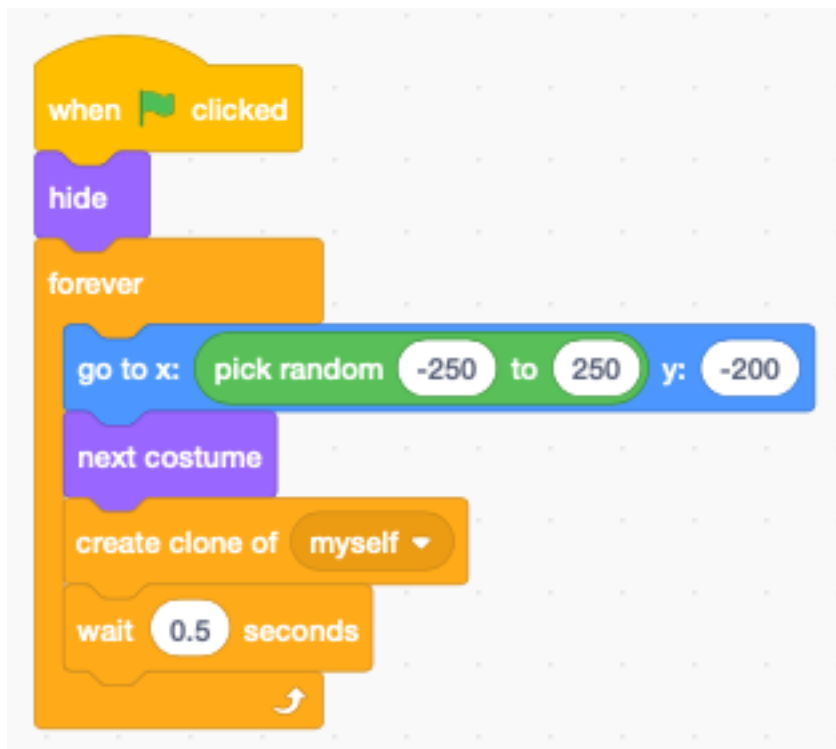 when clicked
hide
forever
go to x: pick random -250 to 250 y: -200
next costume
create clone of myself
wait 0.5 seconds